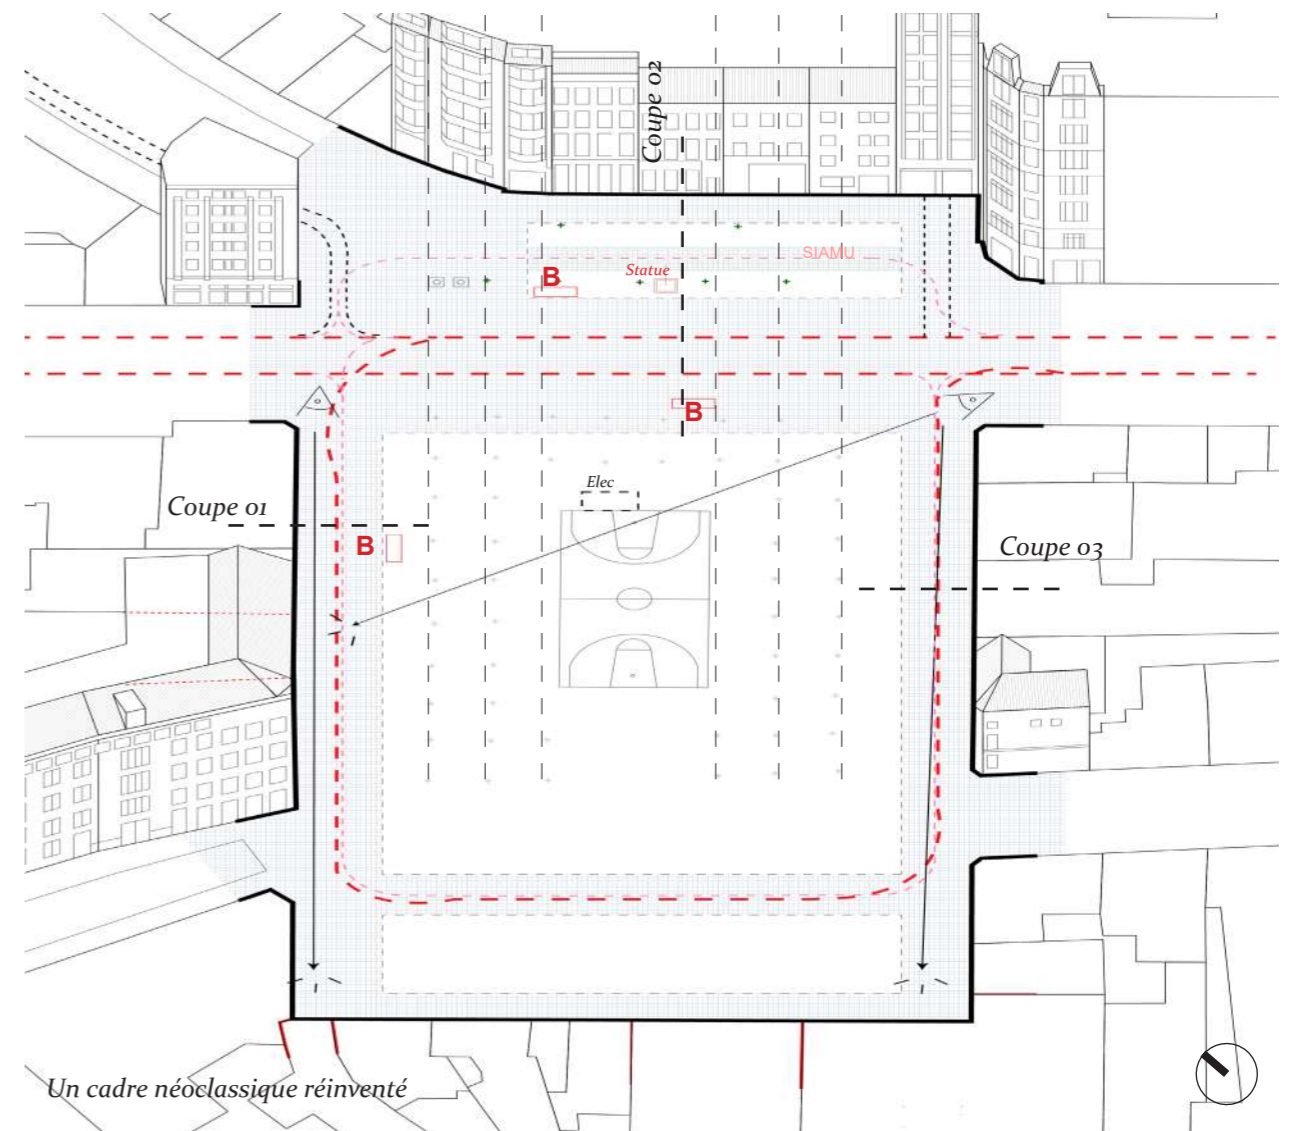 Coupe 02
SIAMU
Statue
B
B
Elec
Coupe 01
B
Coupe 03
Un cadre néoclassique réinventé